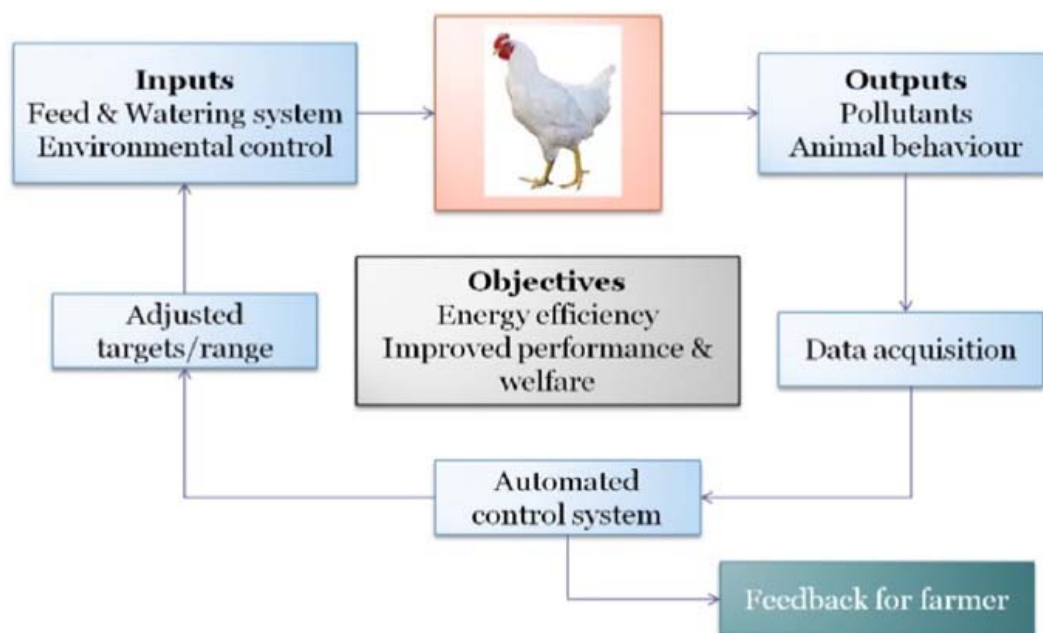 Inputs
Feed & Watering system
Environmental control
Outputs
Pollutants
Animal behaviour
Objectives
Energy efficiency
Improved performance &
welfare
Adjusted
targets/range
Data acquisition
Automated
control system
Feedback for farmer